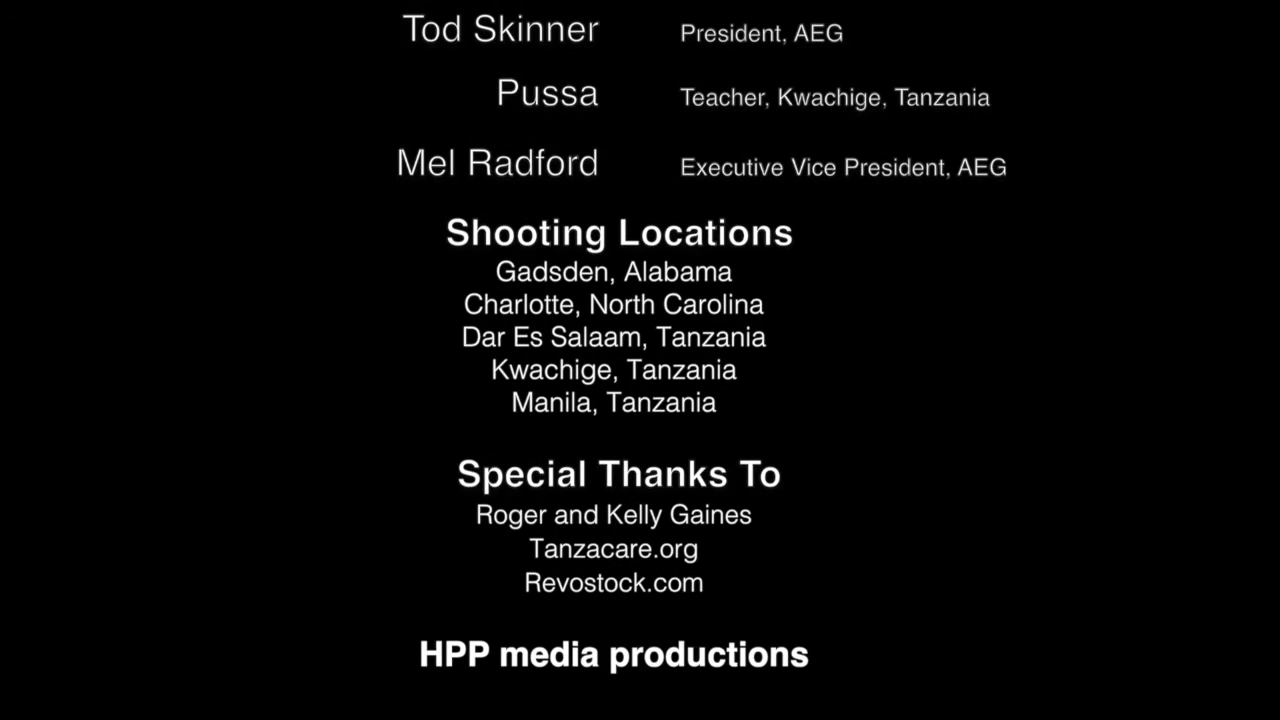 Tod Skinner President, AEG
Pussa Teacher, Kwachige, Tanzania
Mel Radford Executive Vice President, AEG
Shooting Locations
Gadsden, Alabama
Charlotte, North Carolina
Dar Es Salaam, Tanzania
Kwachige, Tanzania
Manila, Tanzania
Special Thanks To
Roger and Kelly Gaines
Tanzacare.org
Revostock.com
HPP media productions